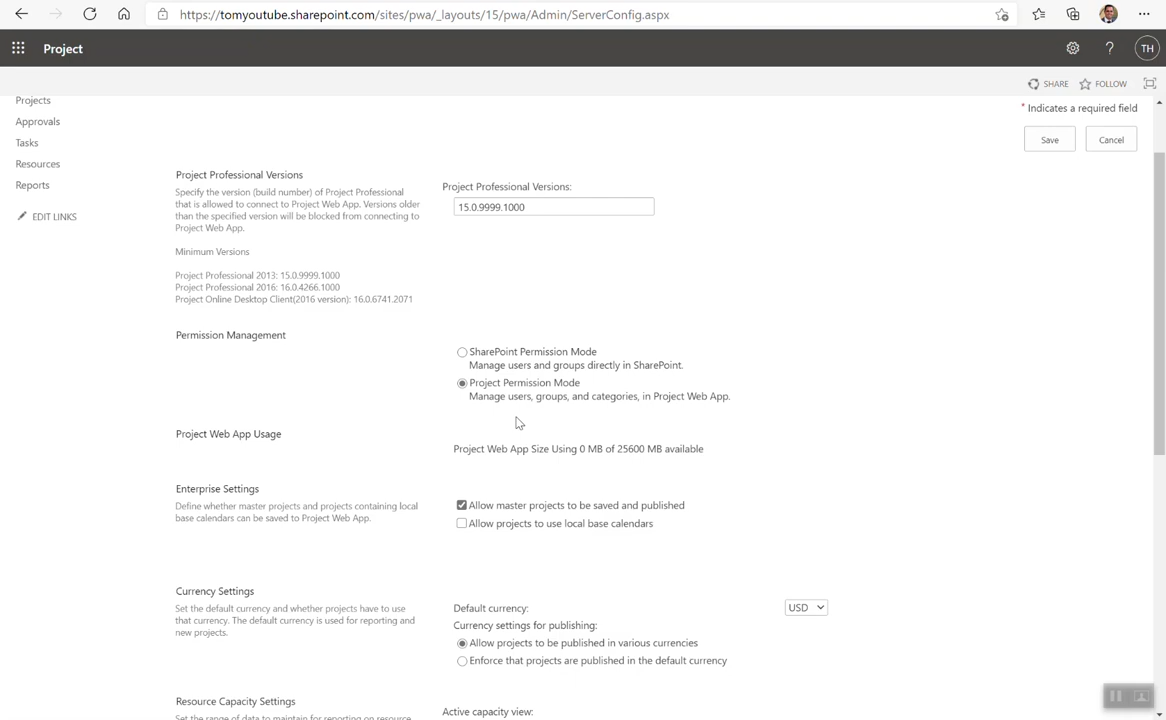 https://tomyoutube.sharepoint.com/sites/pwa/_layouts/15/pwa/Admin/ServerConfig.aspx
Project
TH
SHARE
FOLLOW
Projects
Approvals
Tasks
Resources
Reports
EDIT LINKS
* Indicates a required field
Save
Cancel
Project Professional Versions
Specify the version (build number) of Project Professional
that is allowed to connect to Project Web App. Versions older
than the specified version will be blocked from connecting to
Project Web App.
Minimum Versions
Project Professional 2013: 15.0.9999.1000
Project Professional 2016: 16.0.4266.1000
Project Online Desktop Client(2016 version): 16.0.6741.2071
Project Professional Versions:
15.0.9999.1000
Permission Management
SharePoint Permission Mode
Manage users and groups directly in SharePoint.
Project Permission Mode
Manage users, groups, and categories, in Project Web App.
Project Web App Usage
Project Web App Size Using 0 MB of 25600 MB available
Enterprise Settings
Define whether master projects and projects containing local
base calendars can be saved to Project Web App.
Allow master projects to be saved and published
Allow projects to use local base calendars
Currency Settings
Set the default currency and whether projects have to use
that currency. The default currency is used for reporting and
new projects.
Default currency:
USD
Currency settings for publishing:
Allow projects to be published in various currencies
Enforce that projects are published in the default currency
Resource Capacity Settings
Set the range of data to maintain for reporting on resource
Active capacity view: